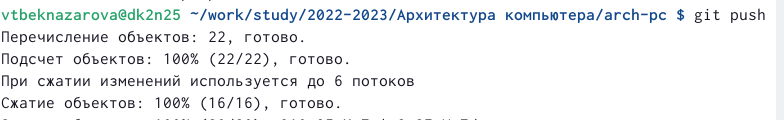 vtbeknazarova@dk2n25 ~/work/study/2022-2023/Архитектура компьютера/arch-pc $ git push
Перечисление объектов: 22, готово.
Подсчет объектов: 100% (22/22), готово.
При сжатии изменений используется до 6 потоков
Сжатие объектов: 100% (16/16), готово.